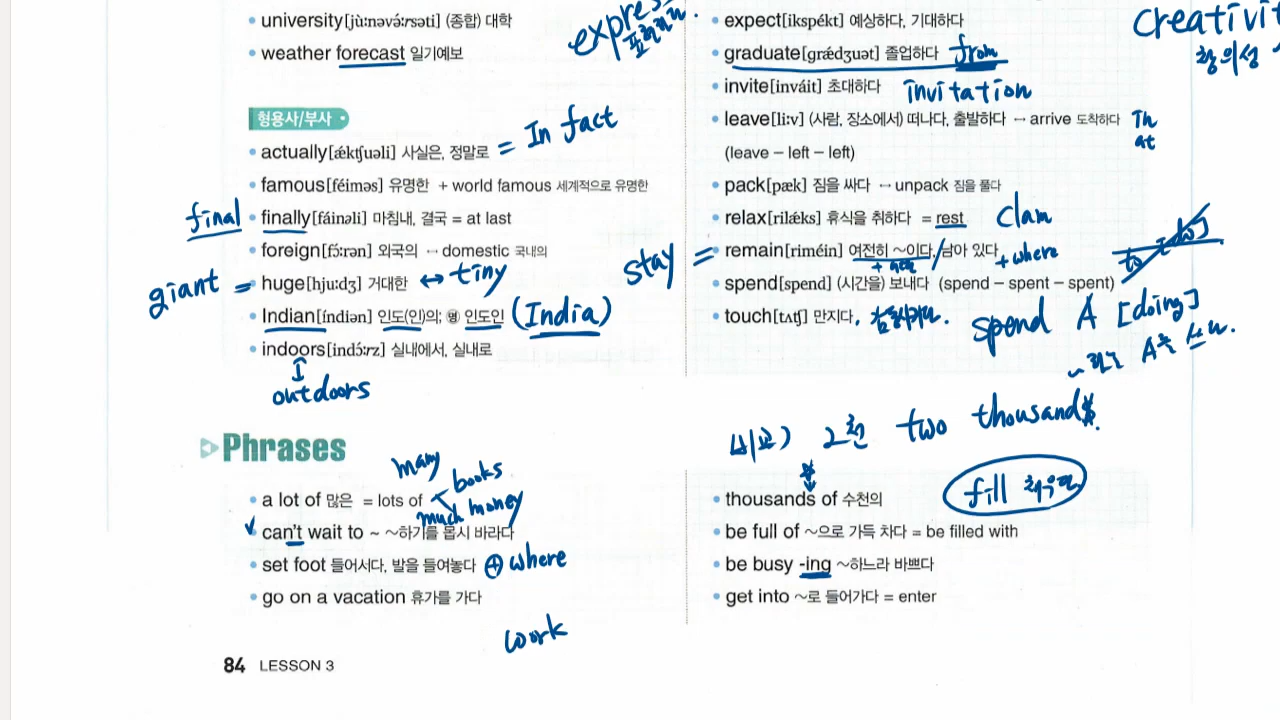 university[jùːnəvə́ːrsəti] (종합) 대학
weather forecast 일기예보
형용사/부사
actually[ǽktʃuəli] 사실은, 정말로 = In fact
famous[féiməs] 유명한 + world famous 세계적으로 유명한
final finally[fáinəli] 마침내, 결국 = at last
foreign[fɔ́ːrən] 외국의 ↔ domestic 국내의
giant = huge[hjuːdʒ] 거대한 ↔ tiny
Indian[índiən] 인도(인)의; 명 인도인 (India)
indoors[indɔ́ːrz] 실내에서, 실내로
outdoors
expect[ikspékt] 예상하다, 기대하다
graduate[grǽdʒuət] 졸업하다 from
창의성
invite[inváit] 초대하다 invitation
leave[liːv] (사람, 장소에서) 떠나다, 출발하다 ↔ arrive 도착하다 in
at
(leave – left – left)
pack[pæk] 짐을 싸다 ↔ unpack 짐을 풀다
relax[rilǽks] 휴식을 취하다 = rest clam
stay = remain[riméin] 여전히 ~이다/남아 있다 + where
spend[spend] (시간을) 보내다 (spend – spent – spent)
touch[tʌtʃ] 만지다, 감동시키다.
spend A [doing]
Phrases
many
books
a lot of 많은 = lots of
much money
can't wait to ~ ~하기를 몹시 바라다
set foot 들어서다, 발을 들여놓다 + where
go on a vacation 휴가를 가다
work
비교) 2천 two thousand
thousands of 수천의
fill 채우다
be full of ~으로 가득 차다 = be filled with
be busy -ing ~하느라 바쁘다
get into ~로 들어가다 = enter
84 LESSON 3